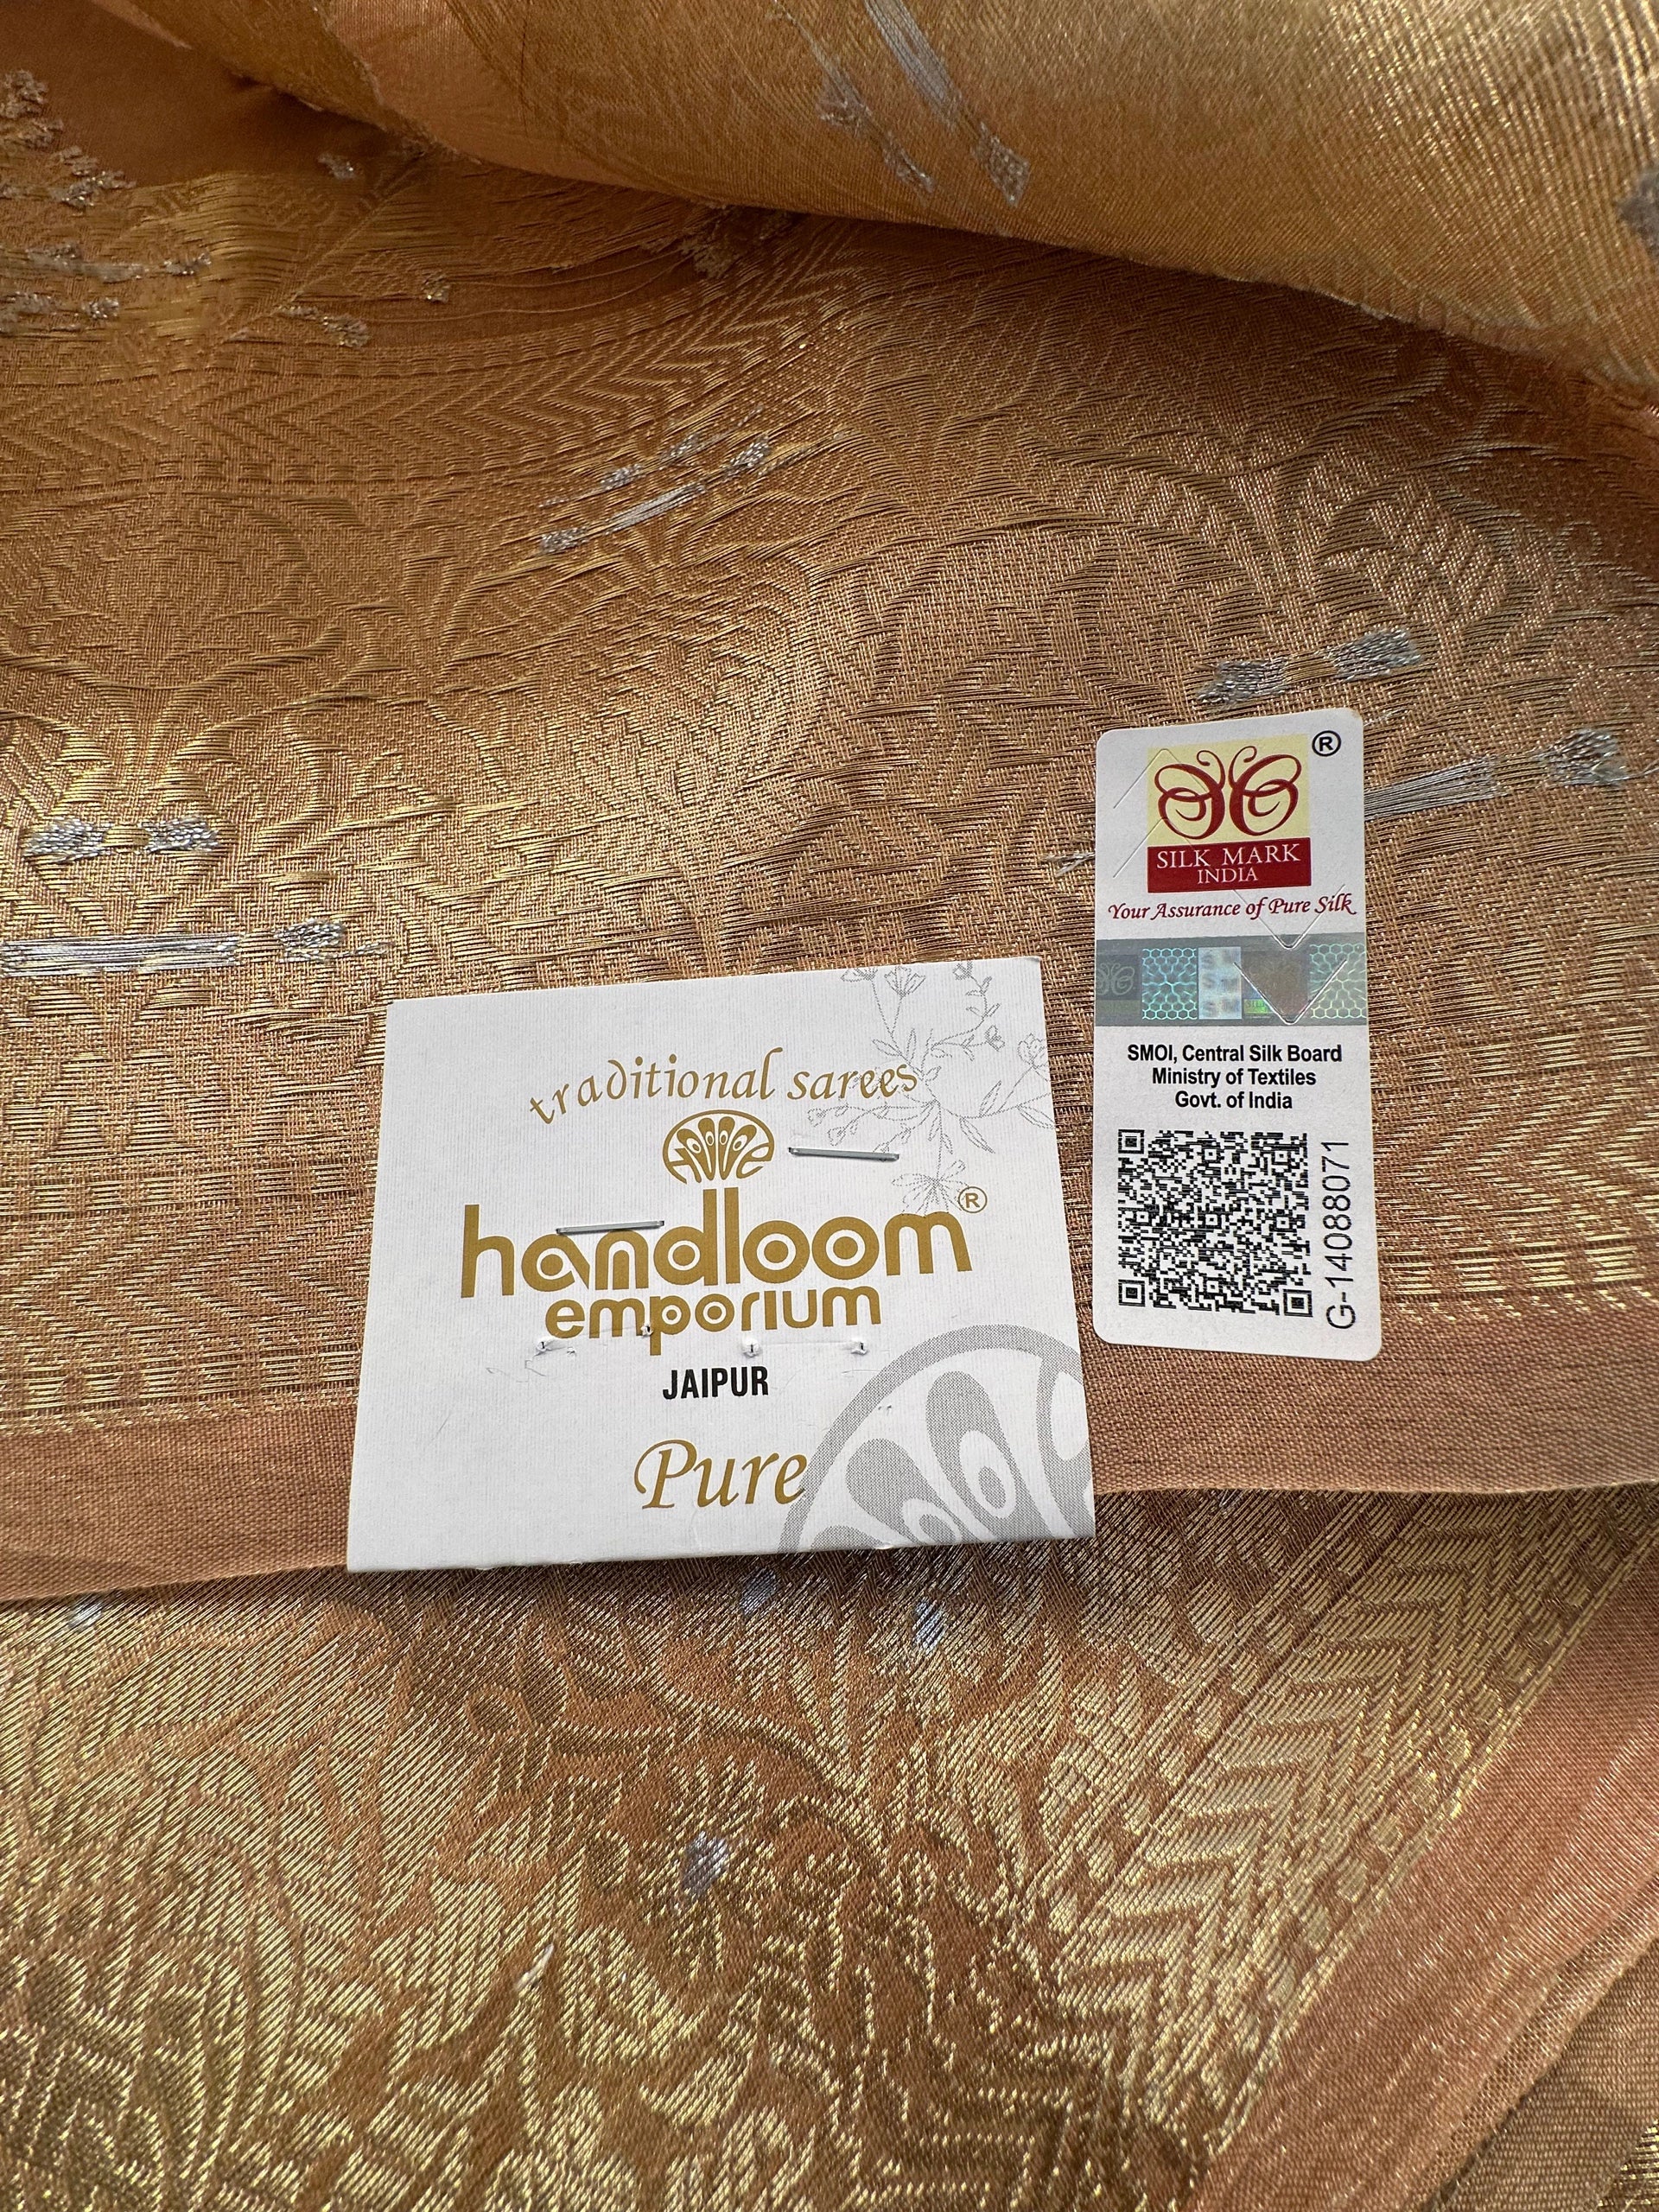 traditional sarees
handloom®
emporium
JAIPUR
Pure
®
SILK MARK
INDIA
Your Assurance of Pure Silk
SMOI, Central Silk Board
Ministry of Textiles
Govt. of India
G-14088071